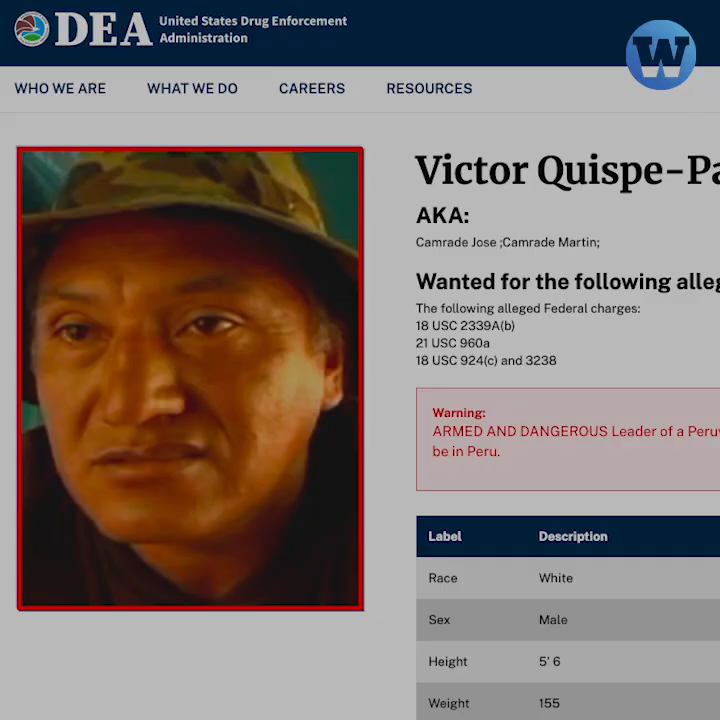 DEA
United States Drug Enforcement
Administration
W
WHO WE ARE WHAT WE DO CAREERS RESOURCES
Victor Quispe-Pa
AKA:
Camrade Jose ;Camrade Martin;
Wanted for the following alleg
The following alleged Federal charges:
18 USC 2339A(b)
21 USC 960a
18 USC 924(c) and 3238
Warning:
ARMED AND DANGEROUS Leader of a Peruv
be in Peru.
Label Description
Race White
Sex Male
Height 5' 6
Weight 155